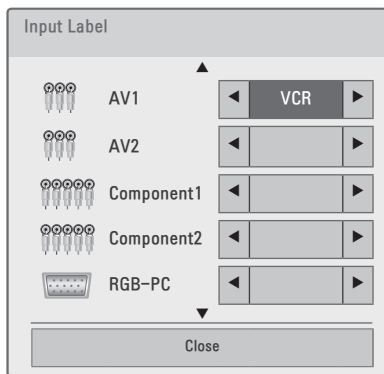 Input Label
AV1
VCR
AV2
Component1
Component2
RGB-PC
Close